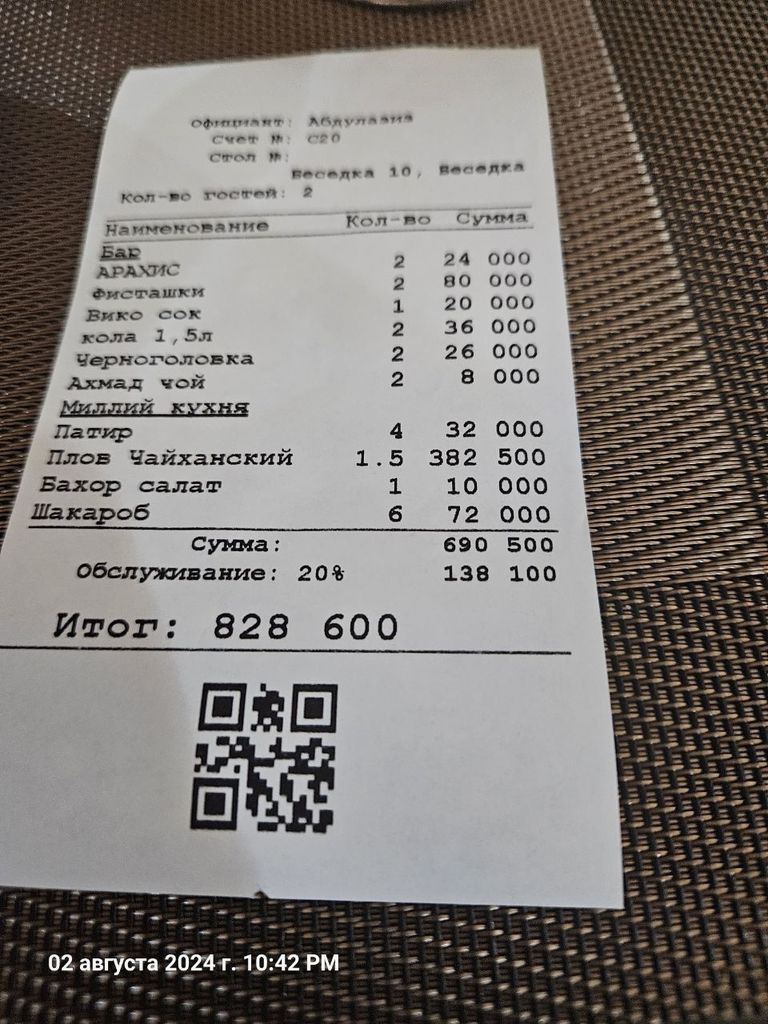 Официант: Абдулазиз
Счет №: С20
Стол №:
Беседка 10, Беседка
Кол-во гостей: 2
Наименование Кол-во Сумма
Бар
АРАХИС 2 24 000
Фисташки 2 80 000
Вико сок 1 20 000
кола 1,5л 2 36 000
Черноголовка 2 26 000
Ахмад чой 2 8 000
Миллий кухня
Патир 4 32 000
Плов Чайханский 1.5 382 500
Бахор салат 1 10 000
Шакароб 6 72 000
Сумма: 690 500
Обслуживание: 20% 138 100
Итог: 828 600
02 августа 2024 г. 10:42 PM